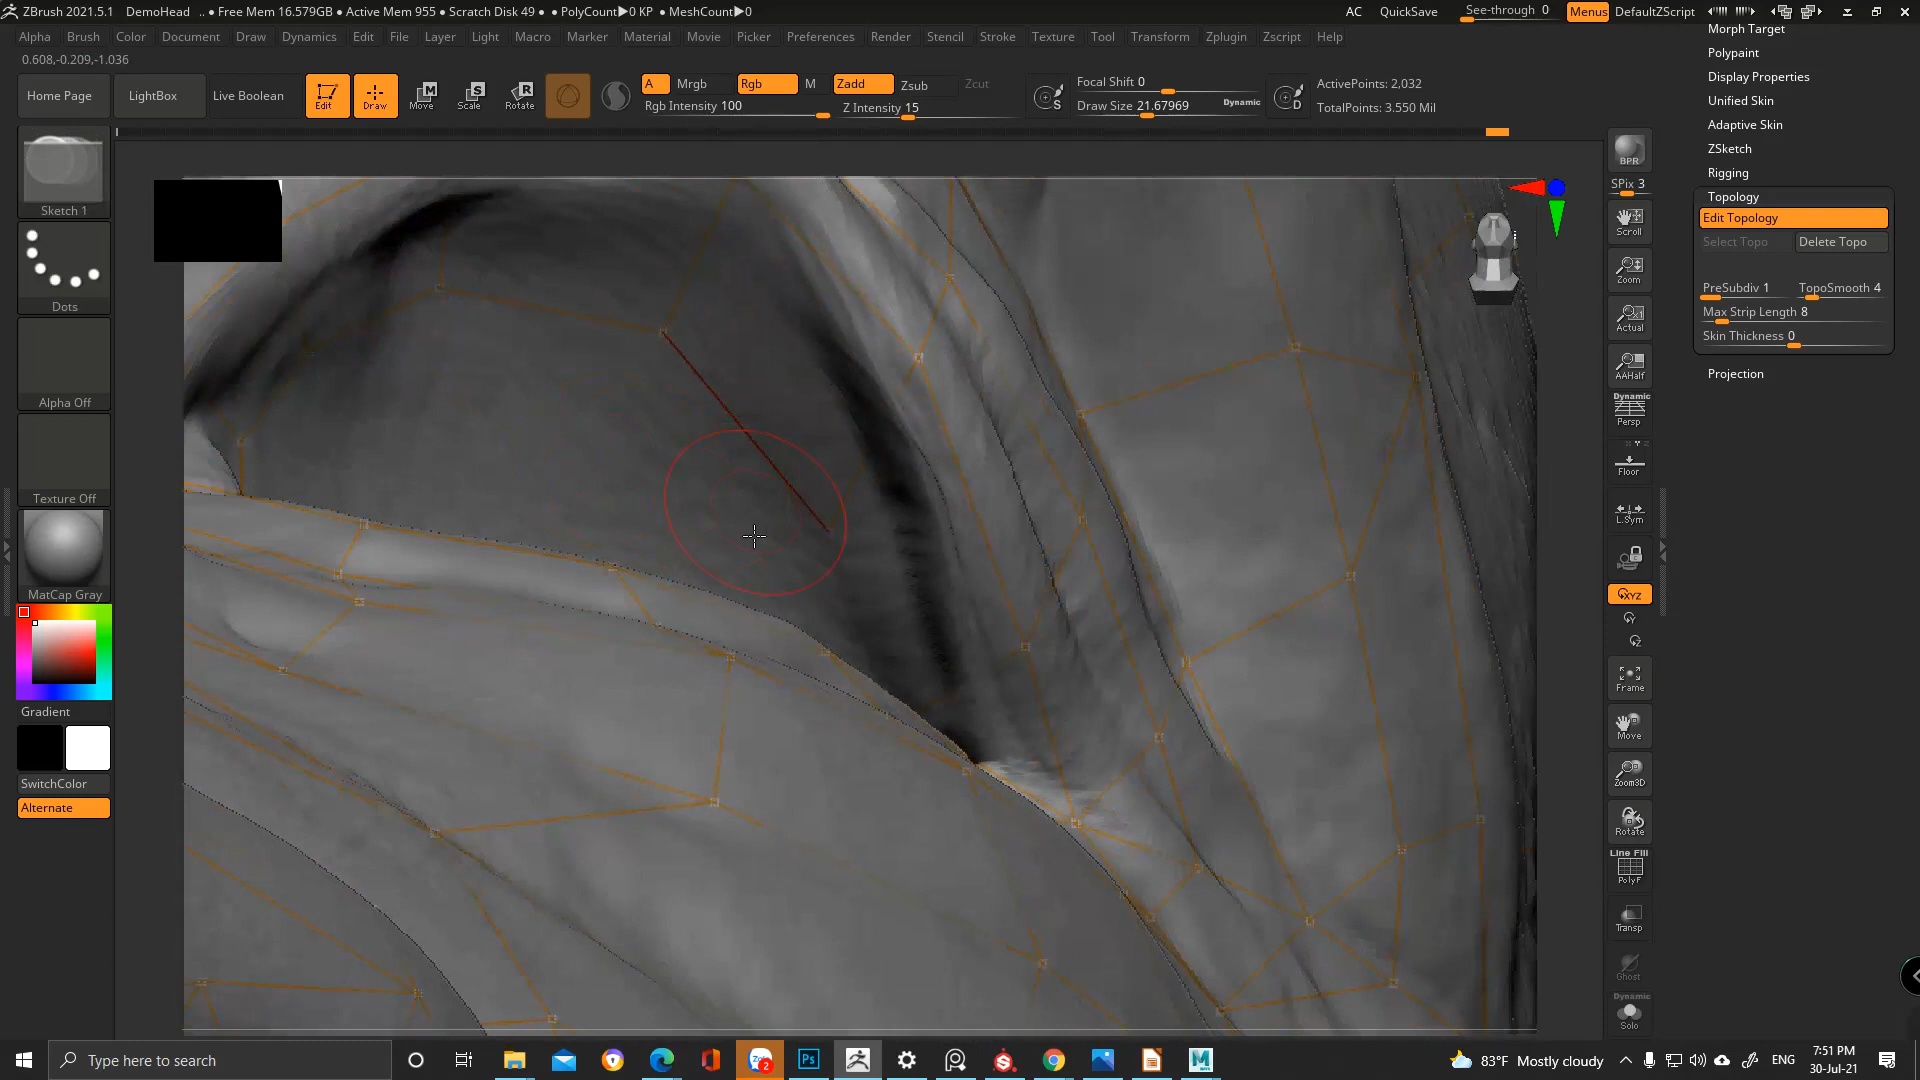 ZBrush 2021.5.1 DemoHead .. ● Free Mem 16.579GB ● Active Mem 955 ● Scratch Disk 49 ● ● PolyCount▶0 KP ● MeshCount▶0
AC QuickSave See-through 0 Menus DefaultZScript
Alpha Brush Color Document Draw Dynamics Edit File Layer Light Macro Marker Material Movie Picker Preferences Render Stencil Stroke Texture Tool Transform Zplugin Zscript Help
0.608,-0.209,-1.036
Home Page LightBox Live Boolean Edit Draw Move Scale Rotate
A Mrgb Rgb M Zadd Zsub Zcut
Rgb Intensity 100 Z Intensity 15
S
Focal Shift 0
Draw Size 21.67969 Dynamic
D
ActivePoints: 2,032
TotalPoints: 3.550 Mil
Sketch 1
Dots
Alpha Off
Texture Off
MatCap Gray
Gradient
SwitchColor
Alternate
BPR
SPix 3
Scroll
Zoom
Actual
AAHalf
Dynamic
Persp
Floor
L.Sym
XYZ
Frame
Move
Zoom3D
Rotate
Line Fill
PolyF
Transp
Ghost
Dynamic
Solo
Morph Target
Polypaint
Display Properties
Unified Skin
Adaptive Skin
ZSketch
Rigging
Topology
Edit Topology
Select Topo Delete Topo
PreSubdiv 1 TopoSmooth 4
Max Strip Length 8
Skin Thickness 0
Projection
Type here to search
2
Ps
83°F Mostly cloudy
ENG
7:51 PM
30-Jul-21